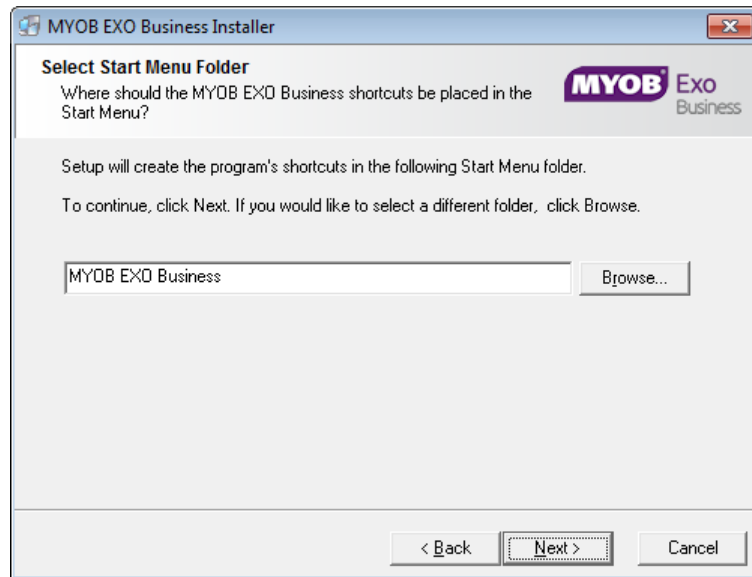 MYOB EXO Business Installer
Select Start Menu Folder
Where should the MYOB EXO Business shortcuts be placed in the
Start Menu?
MYOB Exo
Business
Setup will create the program's shortcuts in the following Start Menu folder.
To continue, click Next. If you would like to select a different folder, click Browse.
MYOB EXO Business
Browse...
< Back
Next >
Cancel